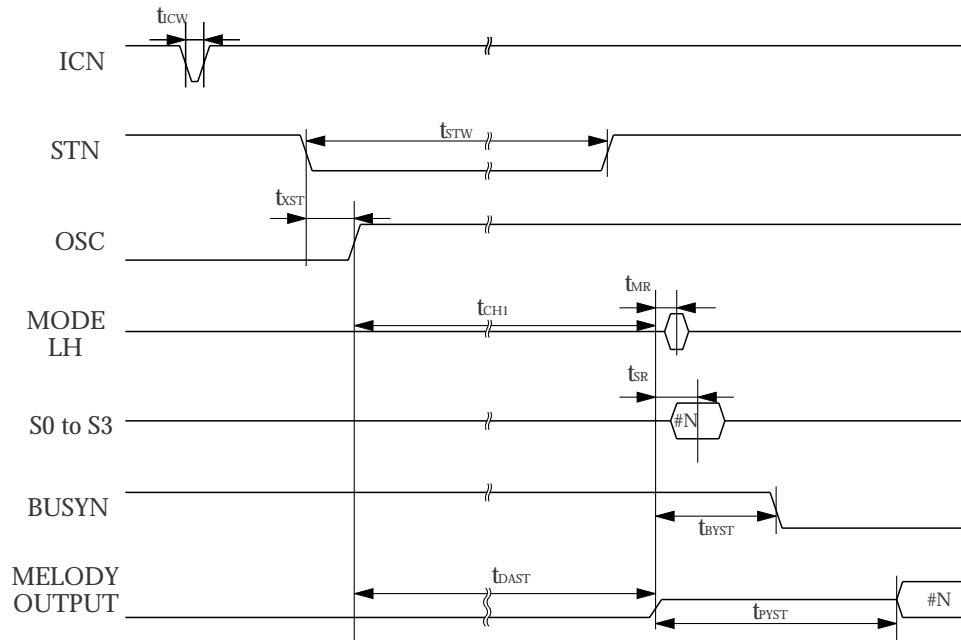 tICW
ICN
STN
tSTW
tXST
OSC
tMR
MODE
LH
tCH1
tSR
S0 to S3
#N
BUSYN
tBYST
MELODY
OUTPUT
tDAST
tPYST
#N